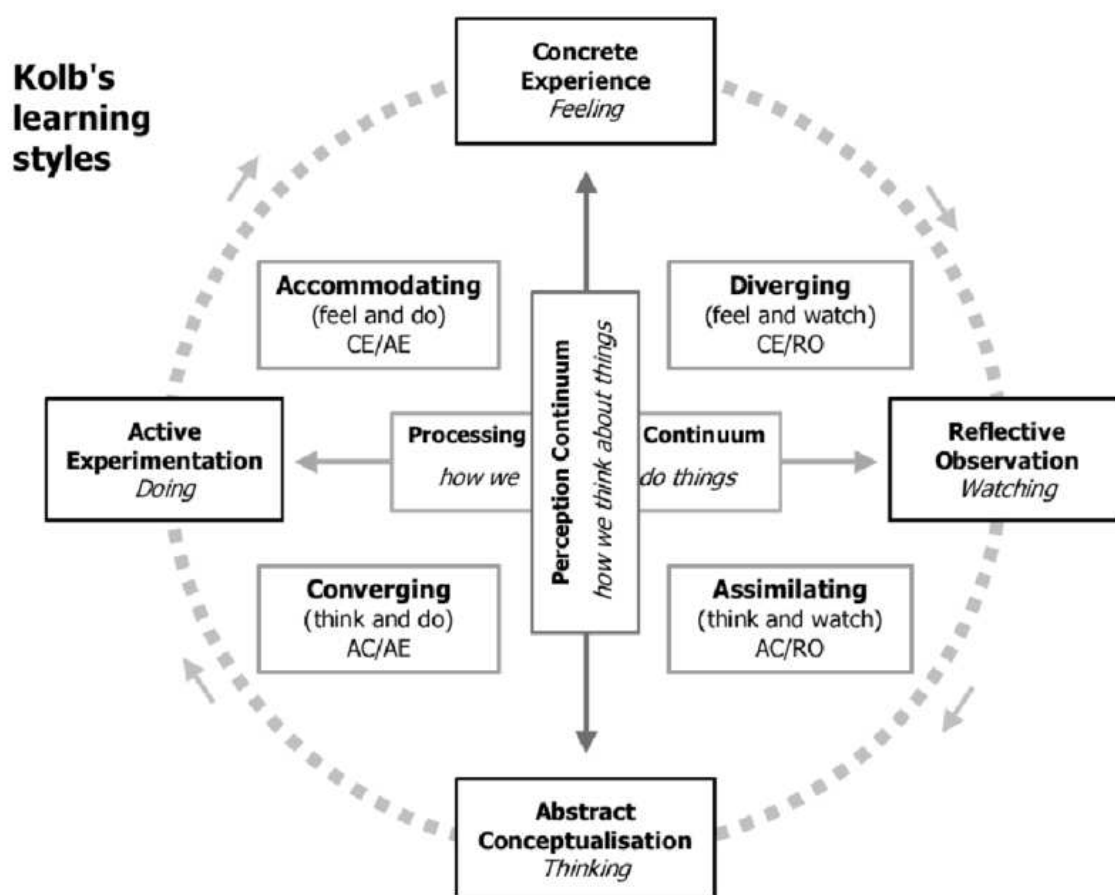 Kolb's
learning
styles
Concrete
Experience
Feeling
Accommodating
(feel and do)
CE/AE
Diverging
(feel and watch)
CE/RO
Active
Experimentation
Doing
Processing Continuum
how we do things
Perception Continuum
how we think about things
Reflective
Observation
Watching
Converging
(think and do)
AC/AE
Assimilating
(think and watch)
AC/RO
Abstract
Conceptualisation
Thinking